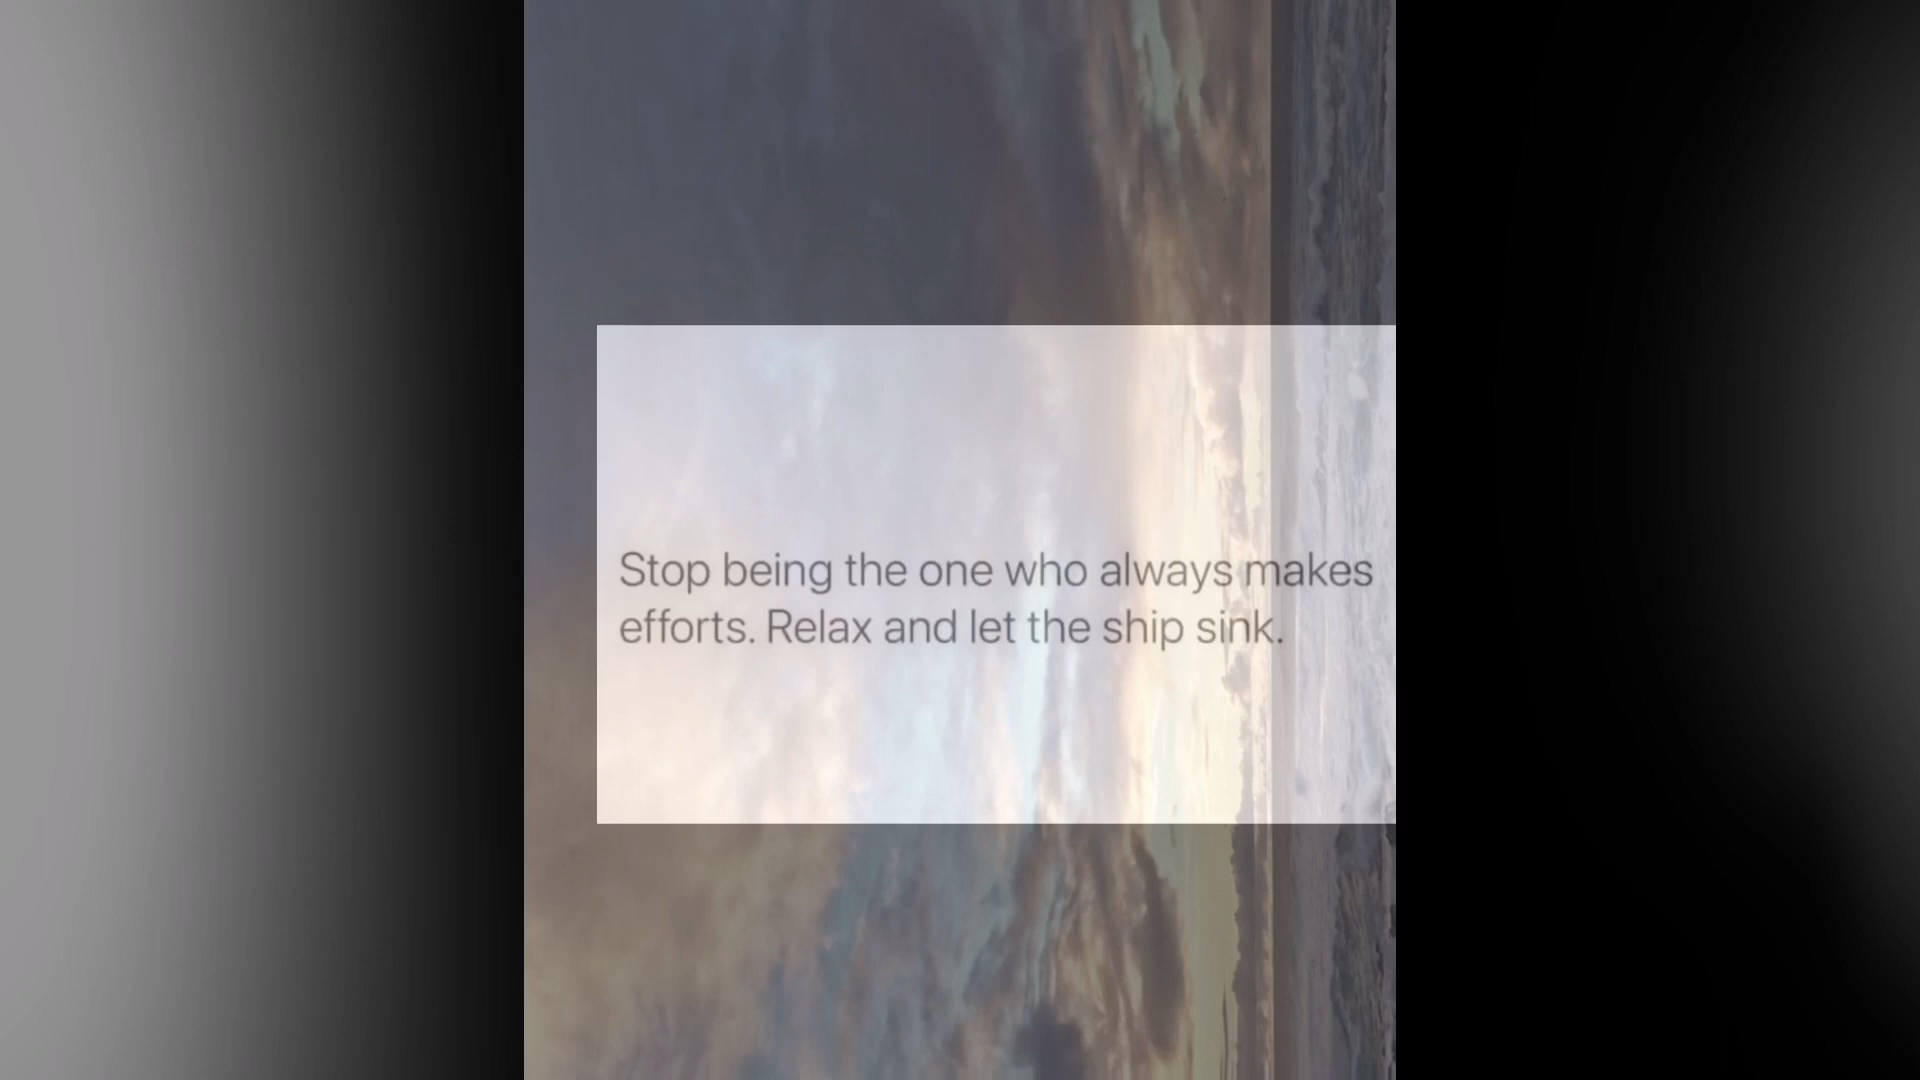 Stop being the one who always makes
efforts. Relax and let the ship sink.